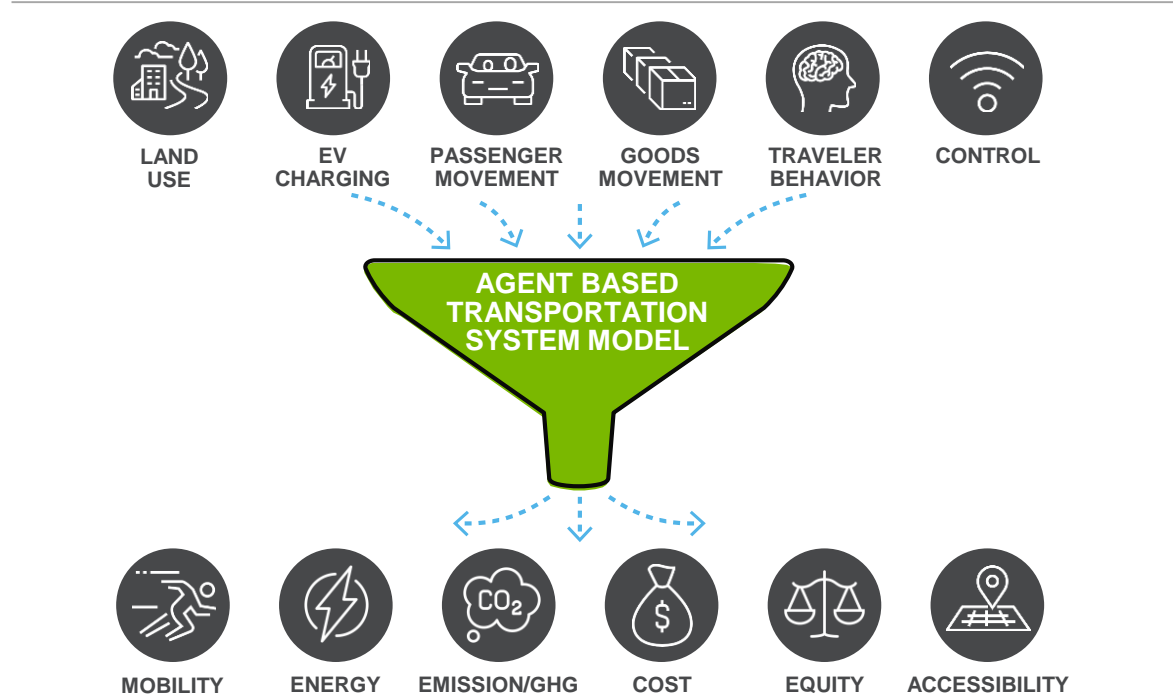 LAND
USE
EV
CHARGING
PASSENGER
MOVEMENT
GOODS
MOVEMENT
TRAVELER
BEHAVIOR
CONTROL
AGENT BASED
TRANSPORTATION
SYSTEM MODEL
CO2
$
MOBILITY
ENERGY
EMISSION/GHG
COST
EQUITY
ACCESSIBILITY